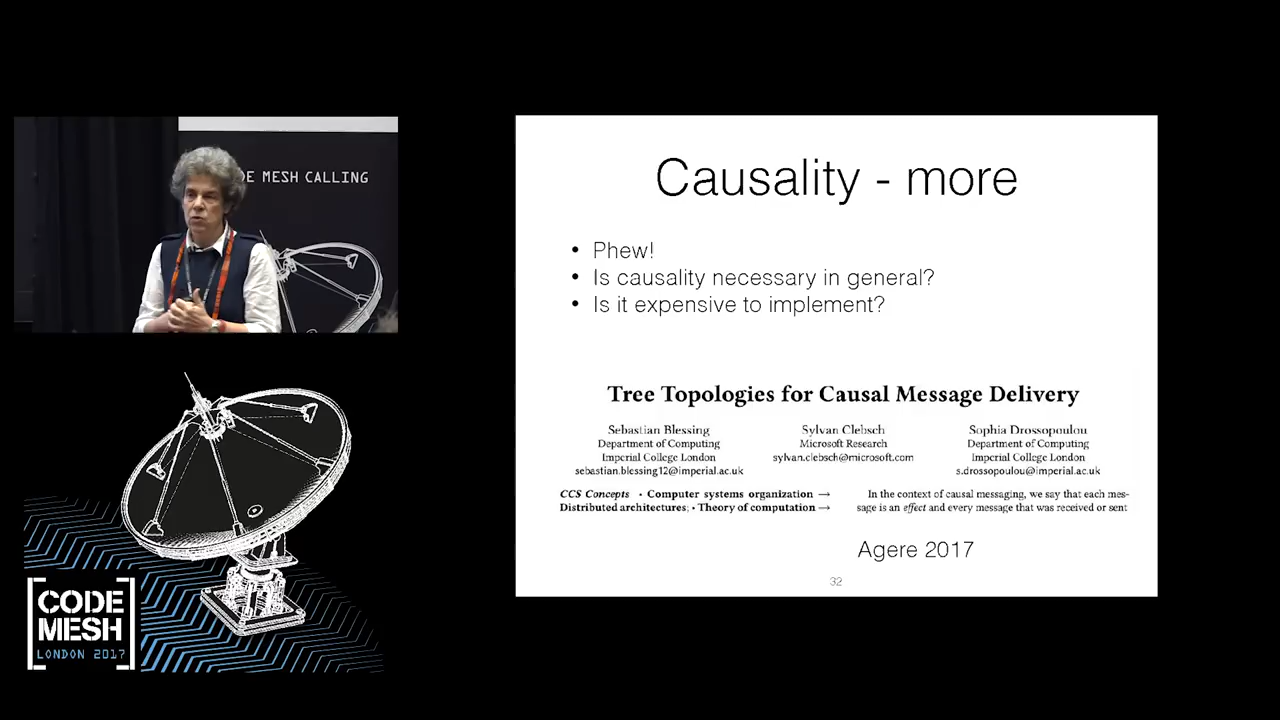 DE MESH CALLING
CODE
MESH
LONDON 2017
Causality - more
• Phew!
• Is causality necessary in general?
• Is it expensive to implement?
Tree Topologies for Causal Message Delivery
Sebastian Blessing
Department of Computing
Imperial College London
sebastian.blessing12@imperial.ac.uk
Sylvan Clebsch
Microsoft Research
sylvan.clebsch@microsoft.com
Sophia Drossopoulou
Department of Computing
Imperial College London
s.drossopoulou@imperial.ac.uk
CCS Concepts • Computer systems organization →
Distributed architectures; • Theory of computation →
In the context of causal messaging, we say that each mes-
sage is an effect and every message that was received or sent
Agere 2017
32